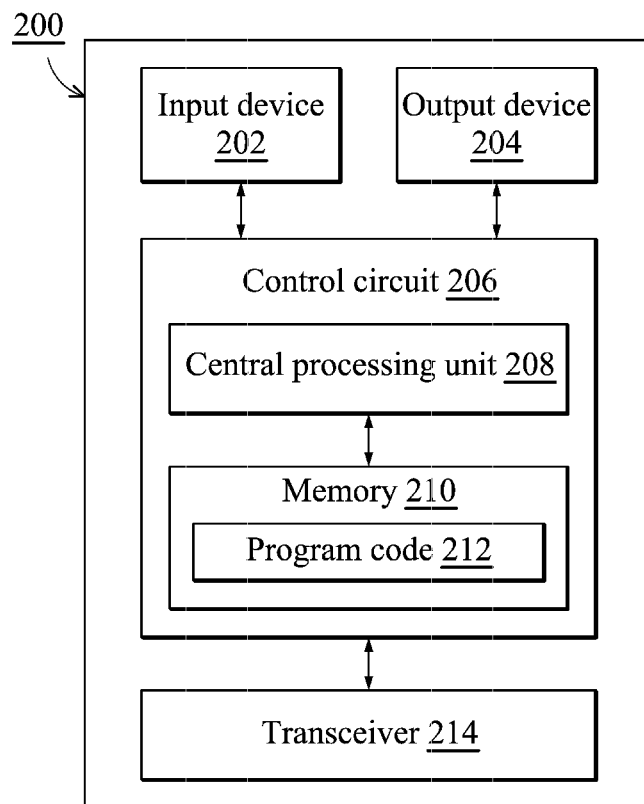 200
Input device
202
Output device
204
Control circuit 206
Central processing unit 208
Memory 210
Program code 212
Transceiver 214